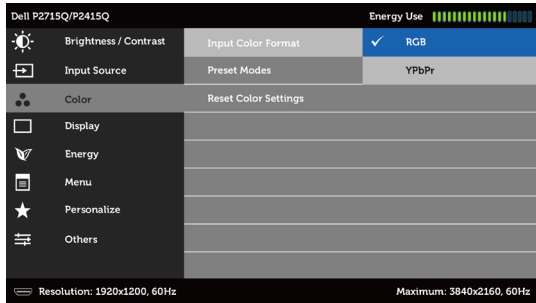 Dell P2715Q/P2415Q Energy Use
Brightness / Contrast Input Color Format RGB
Input Source Preset Modes YPbPr
Color Reset Color Settings
Display
Energy
Menu
Personalize
Others
Resolution: 1920x1200, 60Hz Maximum: 3840x2160, 60Hz